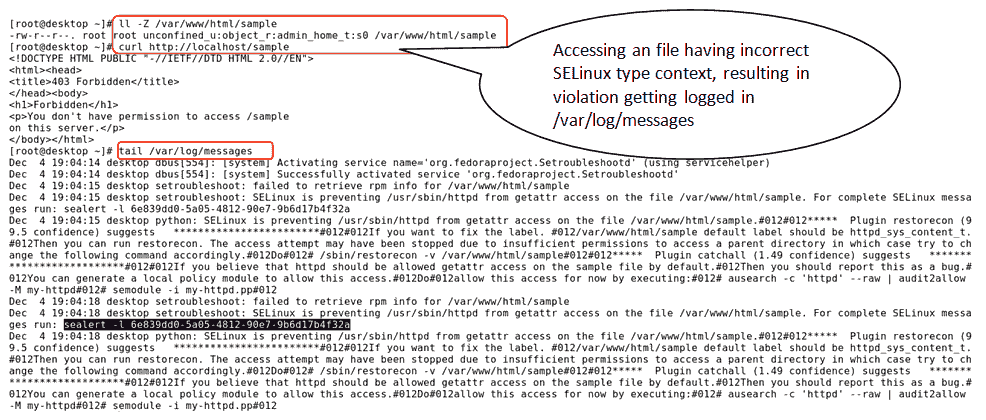 [root@desktop ~]# ll -Z /var/www/html/sample
-rw-r--r--. root root unconfined_u:object_r:admin_home_t:s0 /var/www/html/sample
[root@desktop ~]# curl http://localhost/sample
<!DOCTYPE HTML PUBLIC "-//IETF//DTD HTML 2.0//EN">
<html><head>
<title>403 Forbidden</title>
</head><body>
<h1>Forbidden</h1>
<p>You don't have permission to access /sample
on this server.</p>
</body></html>
Accessing an file having incorrect
SELinux type context, resulting in
violation getting logged in
/var/log/messages
[root@desktop ~]# tail /var/log/messages
Dec  4 19:04:14 desktop dbus[554]: [system] Activating service name='org.fedoraproject.Setroubleshootd' (using servicehelper)
Dec  4 19:04:14 desktop dbus[554]: [system] Successfully activated service 'org.fedoraproject.Setroubleshootd'
Dec  4 19:04:15 desktop setroubleshoot: failed to retrieve rpm info for /var/www/html/sample
Dec  4 19:04:15 desktop setroubleshoot: SELinux is preventing /usr/sbin/httpd from getattr access on the file /var/www/html/sample. For complete SELinux messa
ges run: sealert -l 6e839dd0-5a05-4812-90e7-9b6d17b4f32a
Dec  4 19:04:15 desktop python: SELinux is preventing /usr/sbin/httpd from getattr access on the file /var/www/html/sample.#012#012*****  Plugin restorecon (9
9.5 confidence) suggests   ************************#012#012If you want to fix the label. #012/var/www/html/sample default label should be httpd_sys_content_t.
#012Then you can run restorecon. The access attempt may have been stopped due to insufficient permissions to access a parent directory in which case try to ch
ange the following command accordingly.#012Do#012# /sbin/restorecon -v /var/www/html/sample#012#012*****  Plugin catchall (1.49 confidence) suggests   *******
*******************#012#012If you believe that httpd should be allowed getattr access on the sample file by default.#012Then you should report this as a bug.#
012You can generate a local policy module to allow this access.#012Do#012allow this access for now by executing:#012# ausearch -c 'httpd' --raw | audit2allow
-M my-httpd#012# semodule -i my-httpd.pp#012
Dec  4 19:04:18 desktop setroubleshoot: failed to retrieve rpm info for /var/www/html/sample
Dec  4 19:04:18 desktop setroubleshoot: SELinux is preventing /usr/sbin/httpd from getattr access on the file /var/www/html/sample. For complete SELinux messa
ges run: sealert -l 6e839dd0-5a05-4812-90e7-9b6d17b4f32a
Dec  4 19:04:18 desktop python: SELinux is preventing /usr/sbin/httpd from getattr access on the file /var/www/html/sample.#012#012*****  Plugin restorecon (9
9.5 confidence) suggests   ************************#012#012If you want to fix the label. #012/var/www/html/sample default label should be httpd_sys_content_t.
#012Then you can run restorecon. The access attempt may have been stopped due to insufficient permissions to access a parent directory in which case try to ch
ange the following command accordingly.#012Do#012# /sbin/restorecon -v /var/www/html/sample#012#012*****  Plugin catchall (1.49 confidence) suggests   *******
*******************#012#012If you believe that httpd should be allowed getattr access on the sample file by default.#012Then you should report this as a bug.#
012You can generate a local policy module to allow this access.#012Do#012allow this access for now by executing:#012# ausearch -c 'httpd' --raw | audit2allow
-M my-httpd#012# semodule -i my-httpd.pp#012